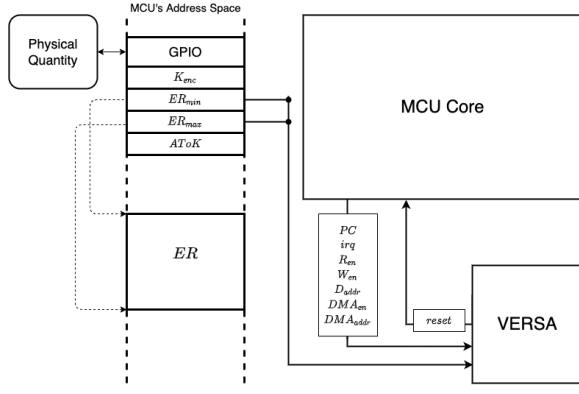 MCU's Address Space
Physical
Quantity
GPIO
K_enc
ER_min
ER_max
AToK
ER
MCU Core
PC
irq
R_en
W_en
D_addr
DMA_en
DMA_addr
reset
VERSA